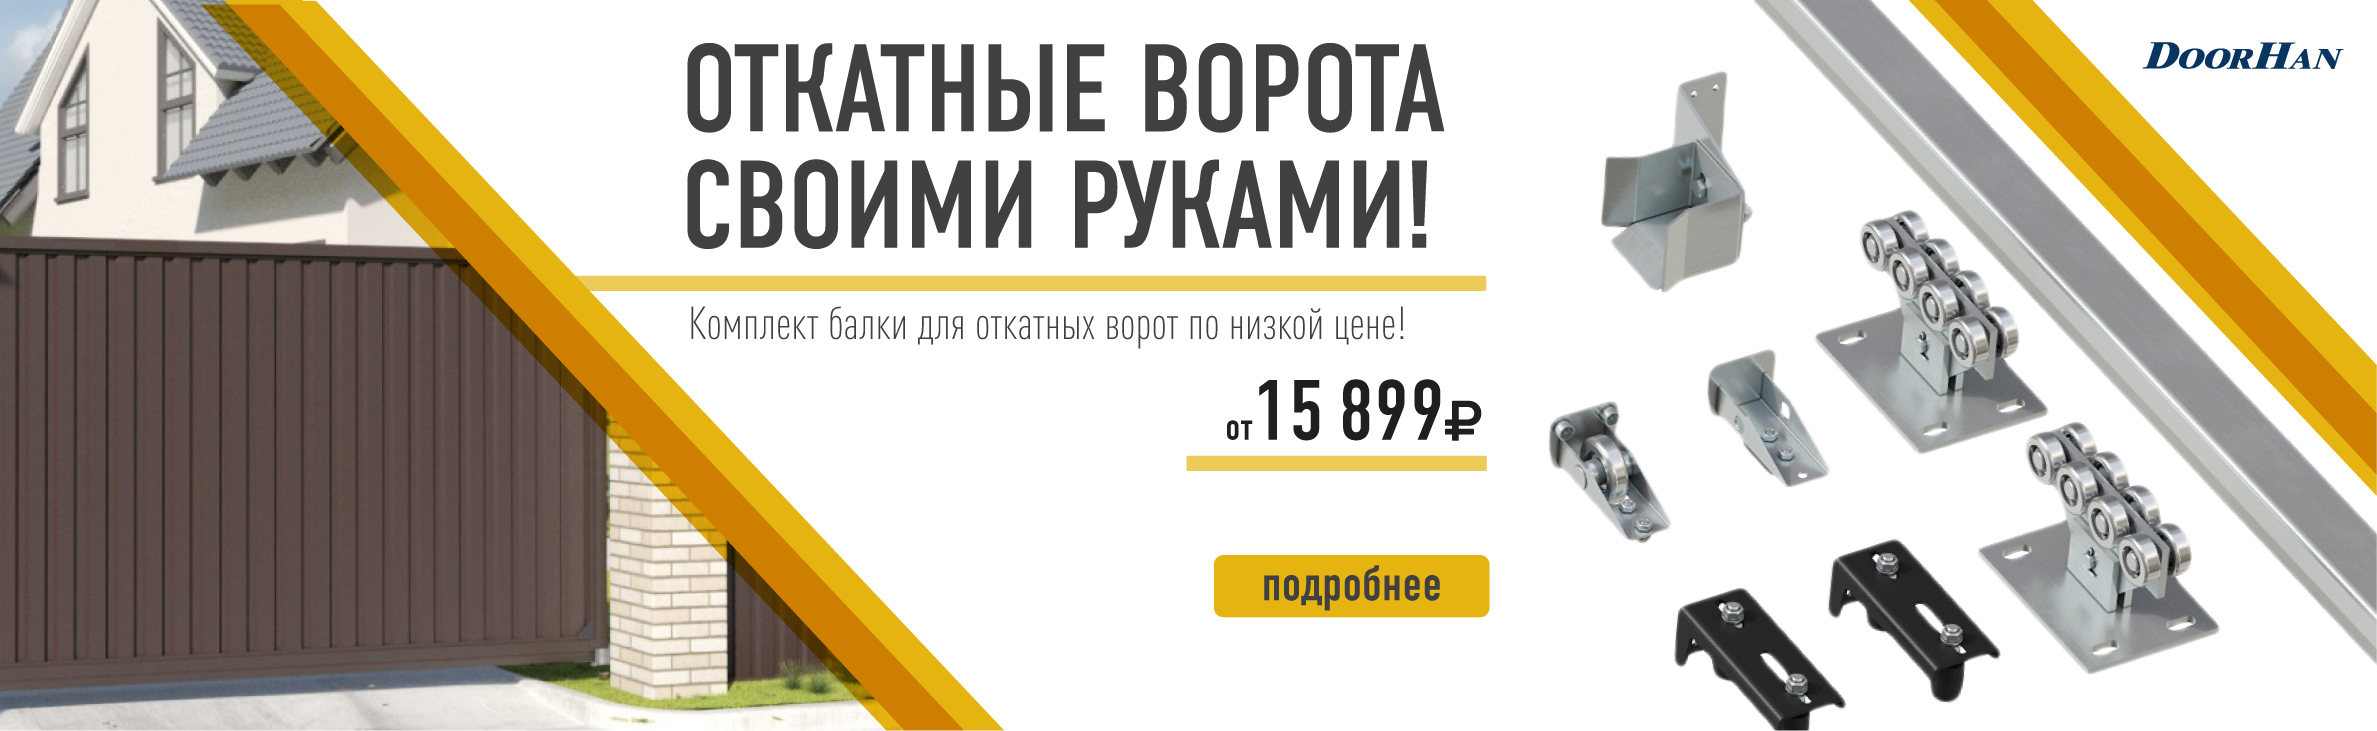 ОТКАТНЫЕ ВОРОТА
СВОИМИ РУКАМИ!
Комплект балки для откатных ворот по низкой цене!
от 15 899₽
подробнее
DOORHAN